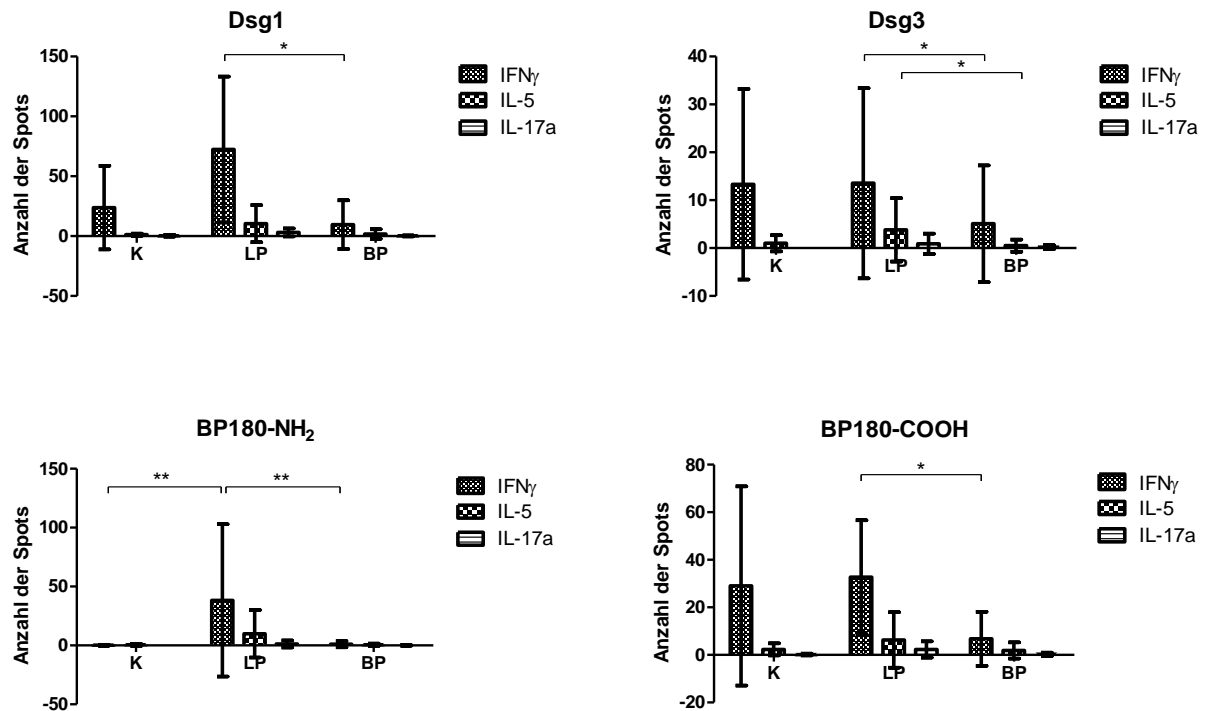 Dsg1
Anzahl der Spots
150
100
50
0
-50
*
K
LP
BP
IFNγ
IL-5
IL-17a
Dsg3
Anzahl der Spots
40
30
20
10
0
-10
*
*
K
LP
BP
IFNγ
IL-5
IL-17a
BP180-NH₂
Anzahl der Spots
150
100
50
0
-50
**
**
K
LP
BP
IFNγ
IL-5
IL-17a
BP180-COOH
Anzahl der Spots
80
60
40
20
0
-20
*
K
LP
BP
IFNγ
IL-5
IL-17a